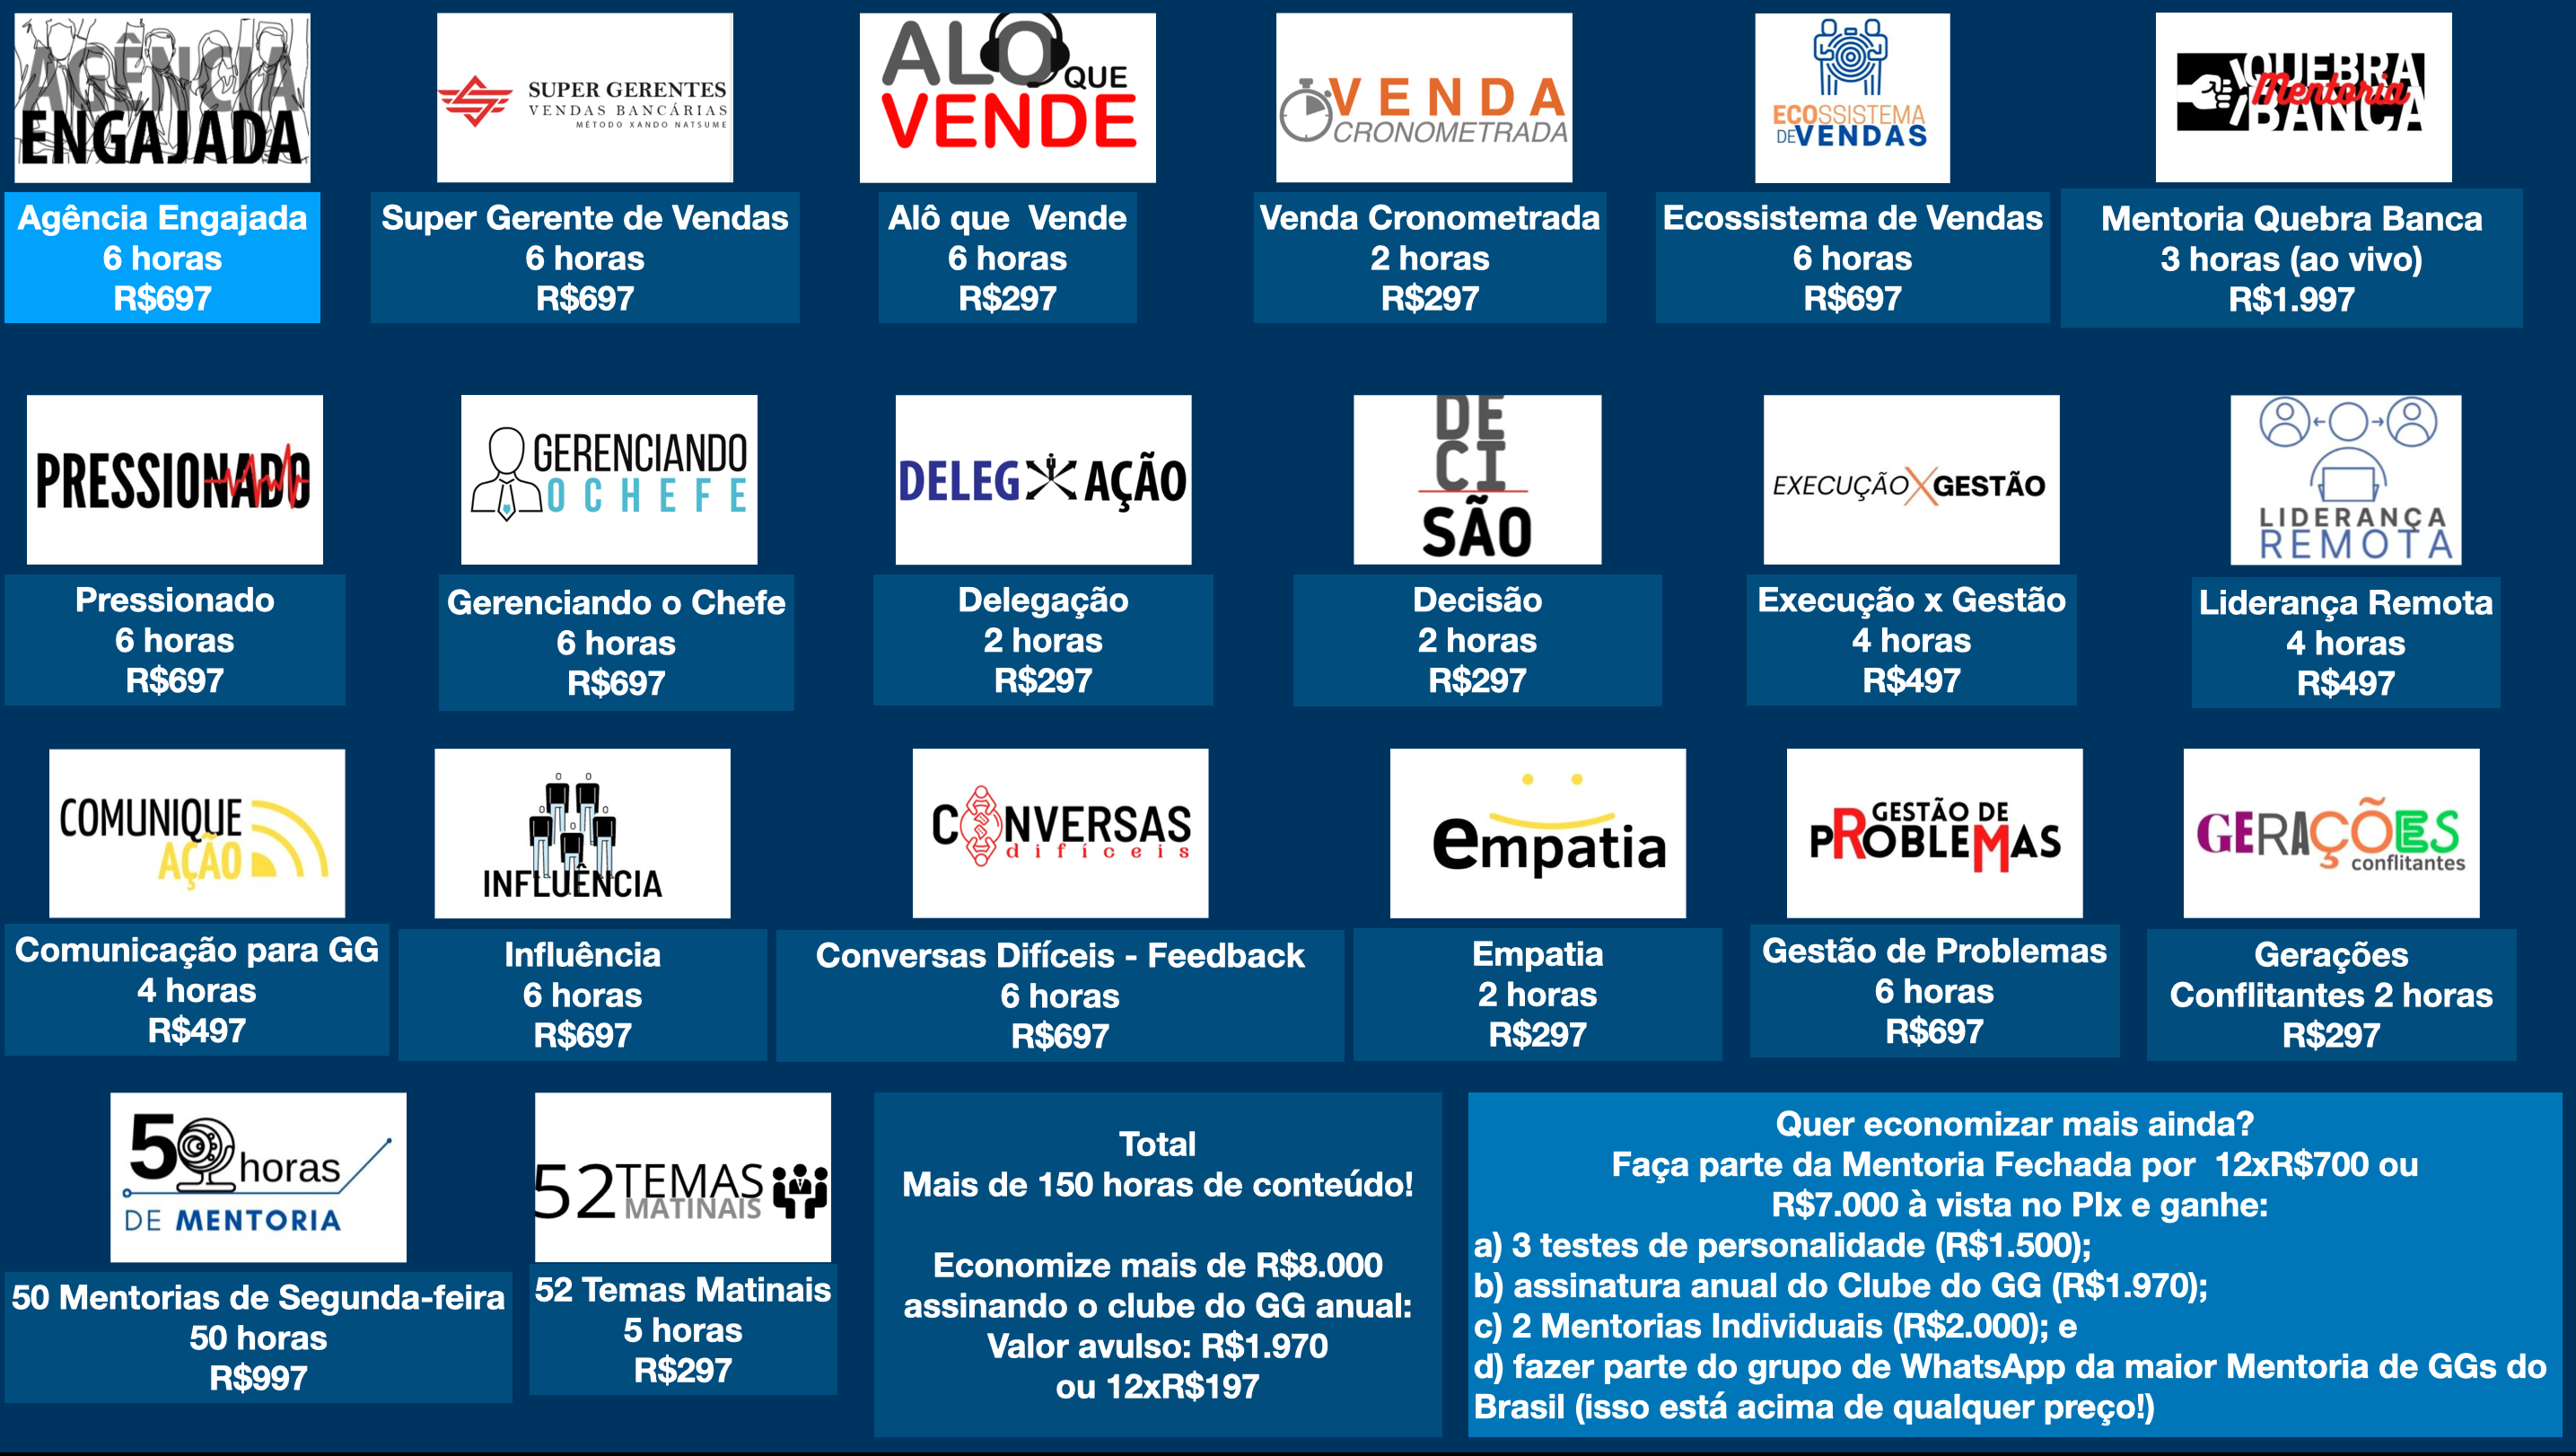 AGÊNCIA
ENGAJADA
Agência Engajada
6 horas
R$697
SUPER GERENTES
VENDAS BANCÁRIAS
MÉTODO XANDO NATSUME
Super Gerente de Vendas
6 horas
R$697
ALÔ QUE
VENDE
Alô que  Vende
6 horas
R$297
VENDA
CRONOMETRADA
Venda Cronometrada
2 horas
R$297
ECOSSISTEMA
DE VENDAS
Ecossistema de Vendas
6 horas
R$697
QUEBRA
Mentoria
BANCA
Mentoria Quebra Banca
3 horas (ao vivo)
R$1.997
PRESSIONADO
Pressionado
6 horas
R$697
GERENCIANDO
O CHEFE
Gerenciando o Chefe
6 horas
R$697
DELEG AÇÃO
Delegação
2 horas
R$297
DE
CI
SÃO
Decisão
2 horas
R$297
EXECUÇÃO X GESTÃO
Execução x Gestão
4 horas
R$497
LIDERANÇA
REMOTA
Liderança Remota
4 horas
R$497
COMUNIQUE
AÇÃO
Comunicação para GG
4 horas
R$497
INFLUÊNCIA
Influência
6 horas
R$697
CONVERSAS
difíceis
Conversas Difíceis - Feedback
6 horas
R$697
empatia
Empatia
2 horas
R$297
GESTÃO DE
PROBLEMAS
Gestão de Problemas
6 horas
R$697
GERAÇÕES
conflitantes
Gerações
Conflitantes 2 horas
R$297
50 horas
DE MENTORIA
50 Mentorias de Segunda-feira
50 horas
R$997
52 TEMAS
MATINAIS
52 Temas Matinais
5 horas
R$297
Total
Mais de 150 horas de conteúdo!
Economize mais de R$8.000
assinando o clube do GG anual:
Valor avulso: R$1.970
ou 12xR$197
Quer economizar mais ainda?
Faça parte da Mentoria Fechada por  12xR$700 ou
R$7.000 à vista no PIx e ganhe:
a) 3 testes de personalidade (R$1.500);
b) assinatura anual do Clube do GG (R$1.970);
c) 2 Mentorias Individuais (R$2.000); e
d) fazer parte do grupo de WhatsApp da maior Mentoria de GGs do
Brasil (isso está acima de qualquer preço!)